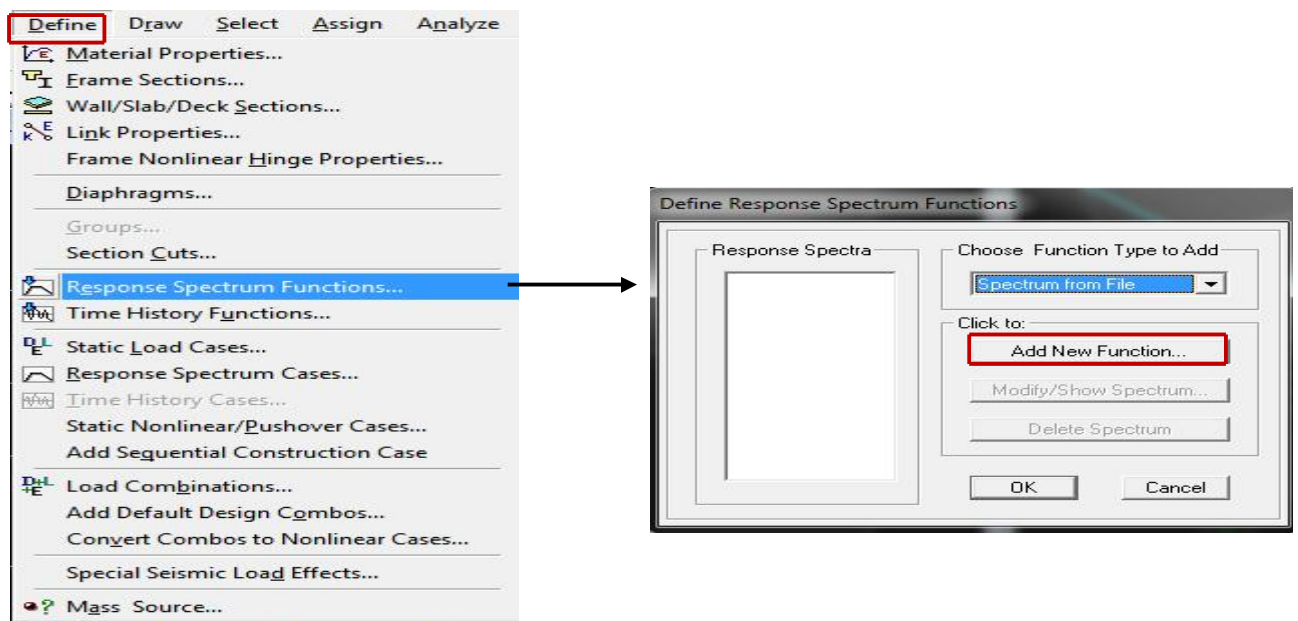 Define Draw Select Assign Analyze
Material Properties...
Frame Sections...
Wall/Slab/Deck Sections...
Link Properties...
Frame Nonlinear Hinge Properties...
Diaphragms...
Groups...
Section Cuts...
Response Spectrum Functions...
Time History Functions...
Static Load Cases...
Response Spectrum Cases...
Time History Cases...
Static Nonlinear/Pushover Cases...
Add Sequential Construction Case
Load Combinations...
Add Default Design Combos...
Convert Combos to Nonlinear Cases...
Special Seismic Load Effects...
Mass Source...
Define Response Spectrum Functions
Response Spectra
Choose Function Type to Add
Spectrum from File
Click to:
Add New Function...
Modify/Show Spectrum...
Delete Spectrum
OK Cancel